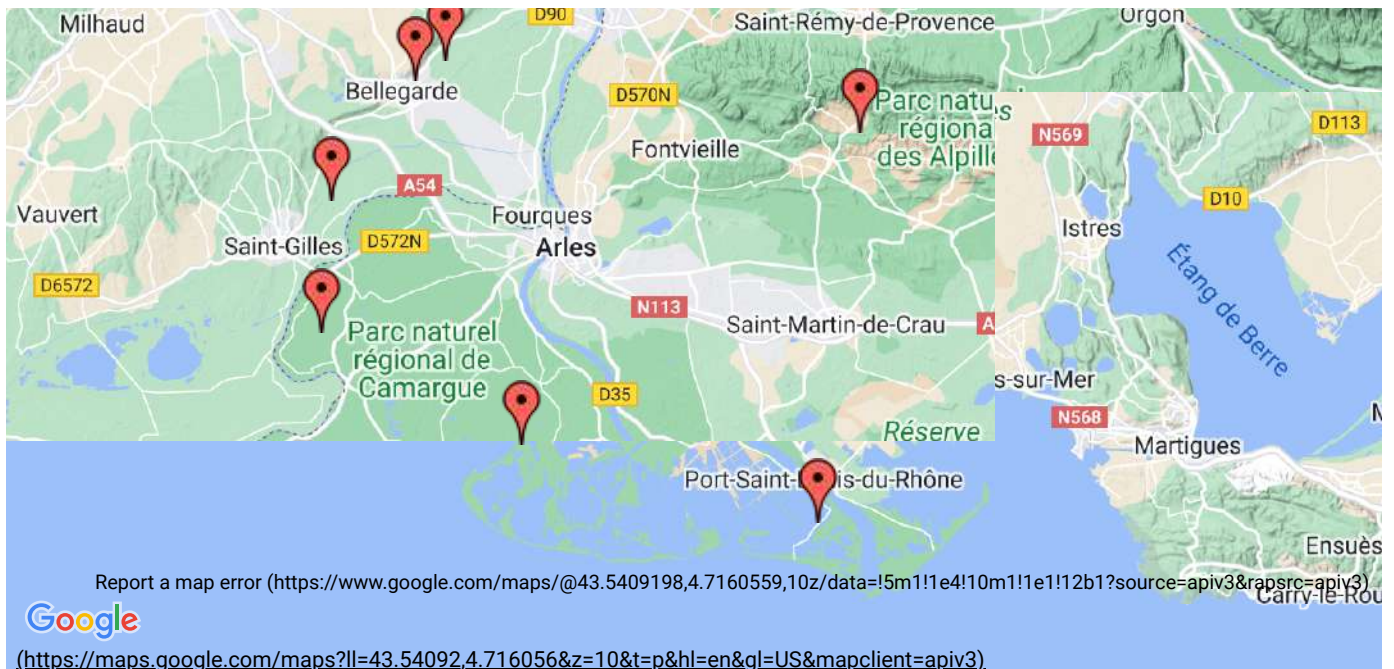 Milhaud
D90
Saint-Rémy-de-Provence
Orgon
Bellegarde
D570N
Parc natu
régiona
des Alpill
es
Fontvieille
N569
D113
A54
Vauvert
Fourques
Arles
D10
Istres
Saint-Gilles
D572N
Étang de Berre
D6572
N113
Saint-Martin-de-Crau
A
Parc naturel
régional de
Camargue
s-sur-Mer
D35
N568
Réserve
Martigues
Port-Saint- is-du-Rhône
Ensuès
Report a map error (https://www.google.com/maps/@43.5409198,4.7160559,10z/data=!5m1!1e4!10m1!1e1!12b1?source=apiv3&rapsrc=apiv3)
Carry-le-Rou
Google
(https://maps.google.com/maps?ll=43.54092,4.716056&z=10&t=p&hl=en&gl=US&mapclient=apiv3)